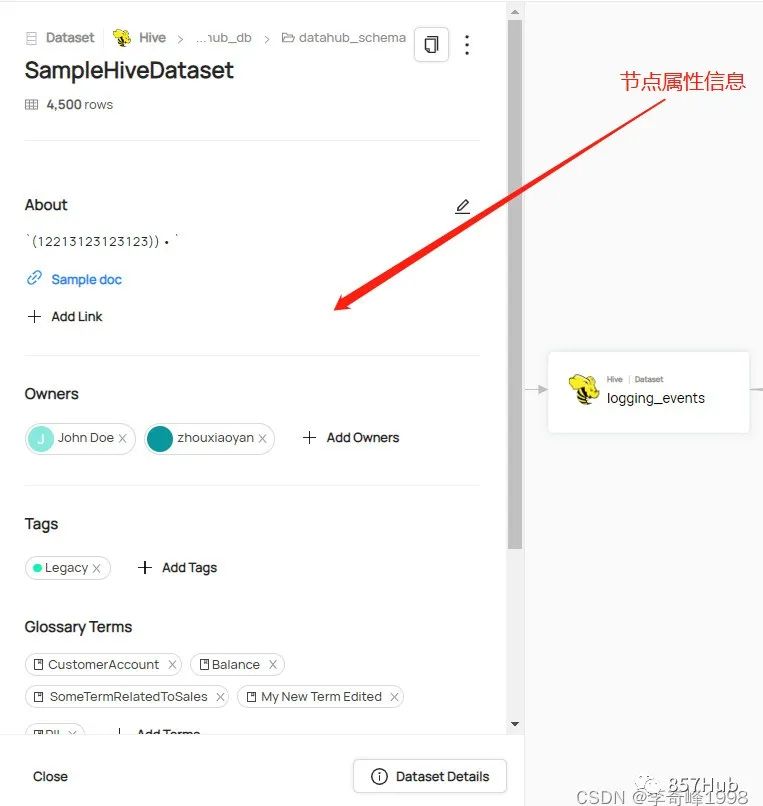 Dataset Hive > ...hub_db > datahub_schema
SampleHiveDataset
4,500 rows
节点属性信息
About
`(12213123123123)) • `
Sample doc
+ Add Link
Owners
J John Doe × zhouxiaoyan × + Add Owners
Tags
Legacy × + Add Tags
Glossary Terms
CustomerAccount × Balance ×
SomeTermRelatedToSales × My New Term Edited ×
PII × + Add Terms
Hive | Dataset
logging_events
Close
Dataset Details
857Hub
CSDN @李奇峰1998